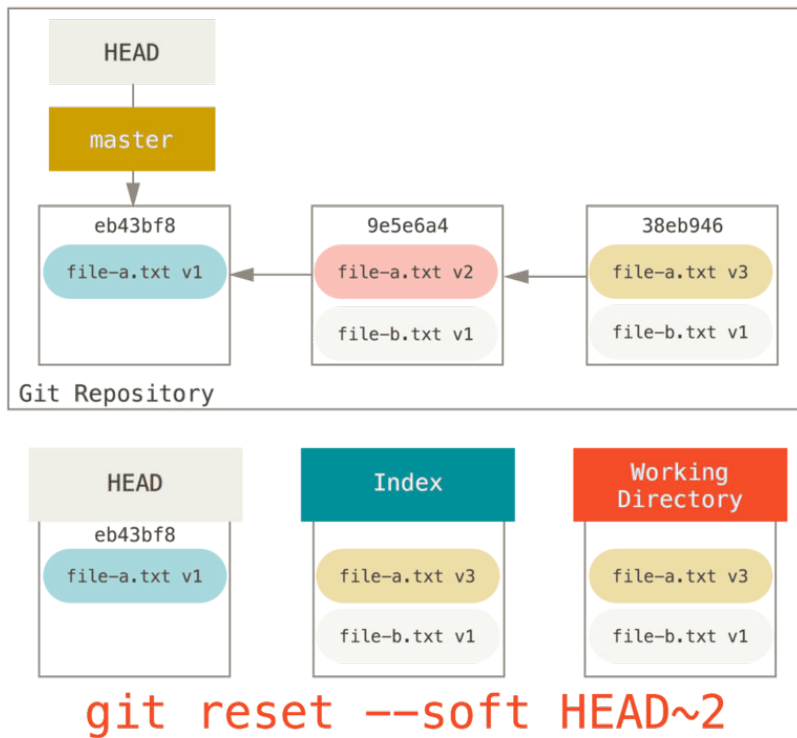 HEAD
master
eb43bf8
9e5e6a4
38eb946
file-a.txt v1
file-a.txt v2
file-a.txt v3
file-b.txt v1
file-b.txt v1
Git Repository
HEAD
Index
Working
Directory
eb43bf8
file-a.txt v1
file-a.txt v3
file-a.txt v3
file-b.txt v1
file-b.txt v1
git reset --soft HEAD~2